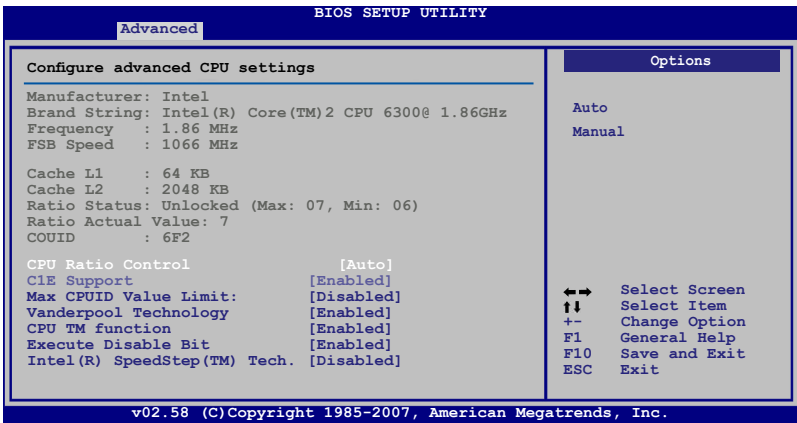 BIOS SETUP UTILITY
Advanced
Configure advanced CPU settings
Manufacturer: Intel
Brand String: Intel(R) Core(TM)2 CPU 6300@ 1.86GHz
Frequency : 1.86 MHz
FSB Speed : 1066 MHz
Cache L1 : 64 KB
Cache L2 : 2048 KB
Ratio Status: Unlocked (Max: 07, Min: 06)
Ratio Actual Value: 7
COUID : 6F2
CPU Ratio Control [Auto]
C1E Support [Enabled]
Max CPUID Value Limit: [Disabled]
Vanderpool Technology [Enabled]
CPU TM function [Enabled]
Execute Disable Bit [Enabled]
Intel(R) SpeedStep(TM) Tech. [Disabled]
Options
Auto
Manual
←→ Select Screen
↑↓ Select Item
+- Change Option
F1 General Help
F10 Save and Exit
ESC Exit
v02.58 (C)Copyright 1985-2007, American Megatrends, Inc.